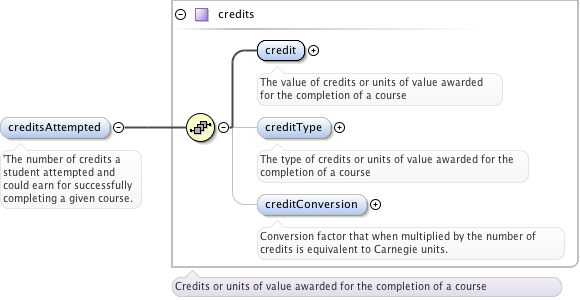 credits
credit
The value of credits or units of value awarded
for the completion of a course
creditsAttempted
'The number of credits a
student attempted and
could earn for successfully
completing a given course.
creditType
The type of credits or units of value awarded for the
completion of a course
creditConversion
Conversion factor that when multiplied by the number of
credits is equivalent to Carnegie units.
Credits or units of value awarded for the completion of a course